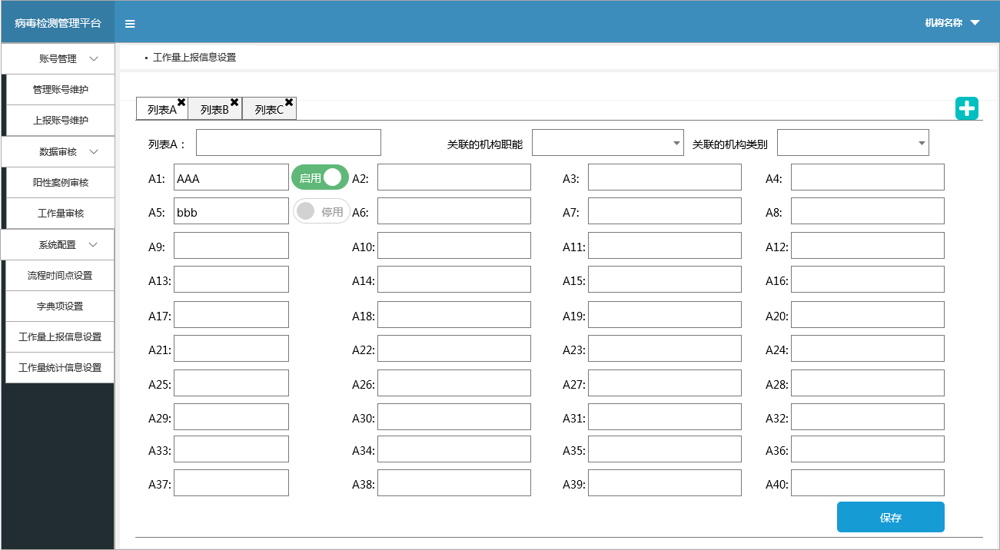 病毒检测管理平台
机构名称
账号管理
管理账号维护
上报账号维护
数据审核
阳性案例审核
工作量审核
系统配置
流程时间点设置
字典项设置
工作量上报信息设置
工作量统计信息设置
• 工作量上报信息设置
列表A 列表B 列表C
列表A： 关联的机构职能 关联的机构类别
A1: AAA 启用 A2: A3: A4:
A5: bbb 停用 A6: A7: A8:
A9: A10: A11: A12:
A13: A14: A15: A16:
A17: A18: A19: A20:
A21: A22: A23: A24:
A25: A26: A27: A28:
A29: A30: A31: A32:
A33: A34: A35: A36:
A37: A38: A39: A40:
保存